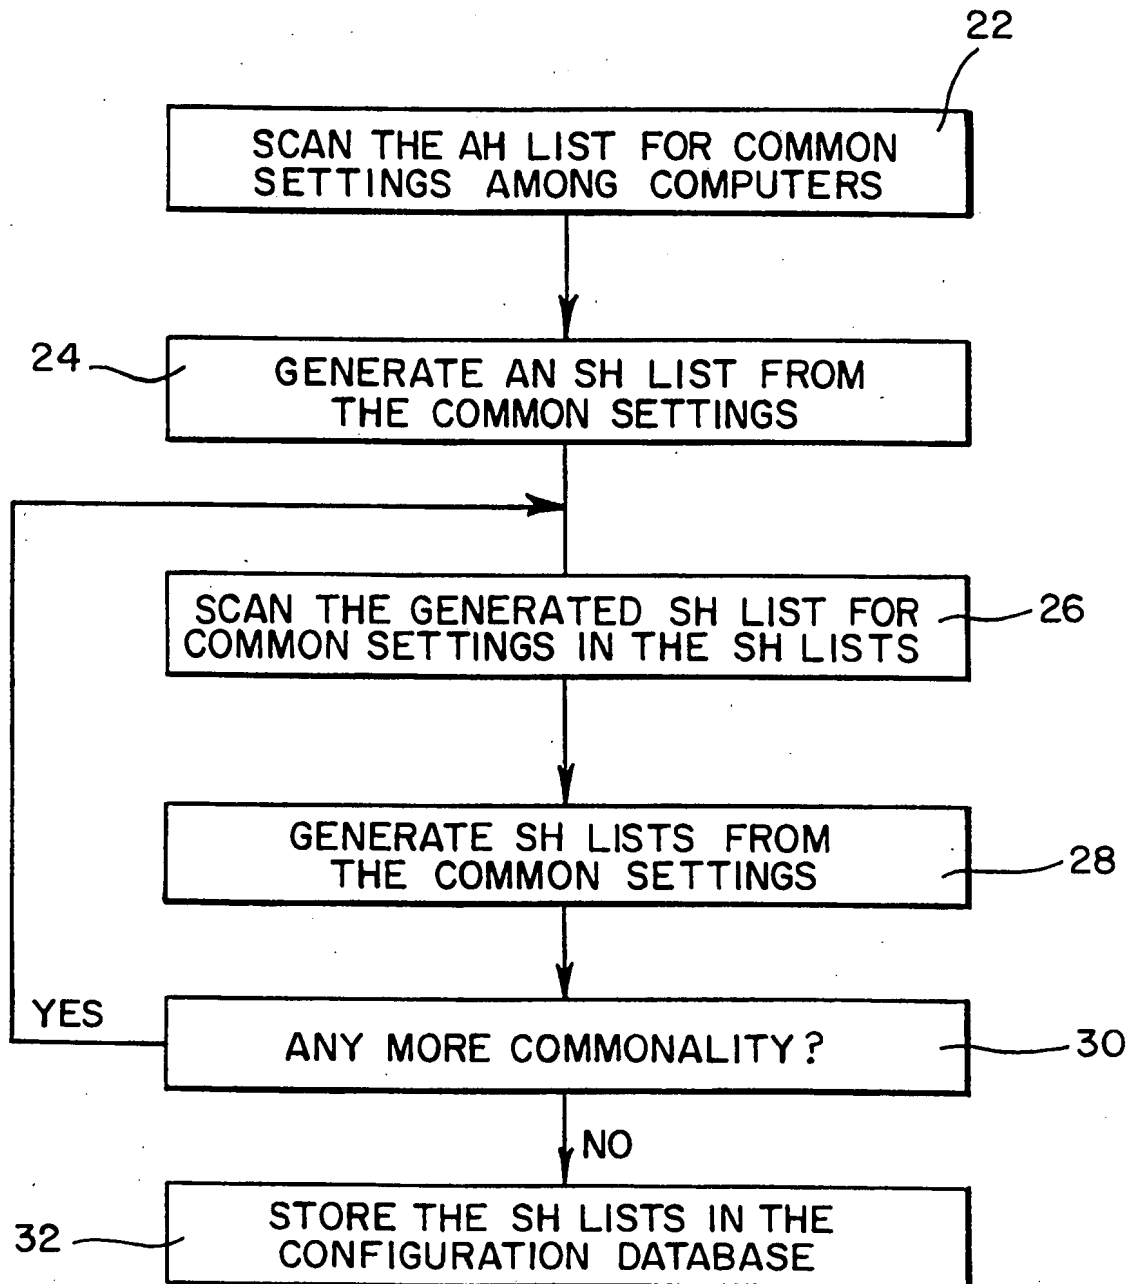 22
SCAN THE AH LIST FOR COMMON
SETTINGS AMONG COMPUTERS
24
GENERATE AN SH LIST FROM
THE COMMON SETTINGS
SCAN THE GENERATED SH LIST FOR
COMMON SETTINGS IN THE SH LISTS
26
GENERATE SH LISTS FROM
THE COMMON SETTINGS
28
YES
ANY MORE COMMONALITY?
30
NO
32
STORE THE SH LISTS IN THE
CONFIGURATION DATABASE